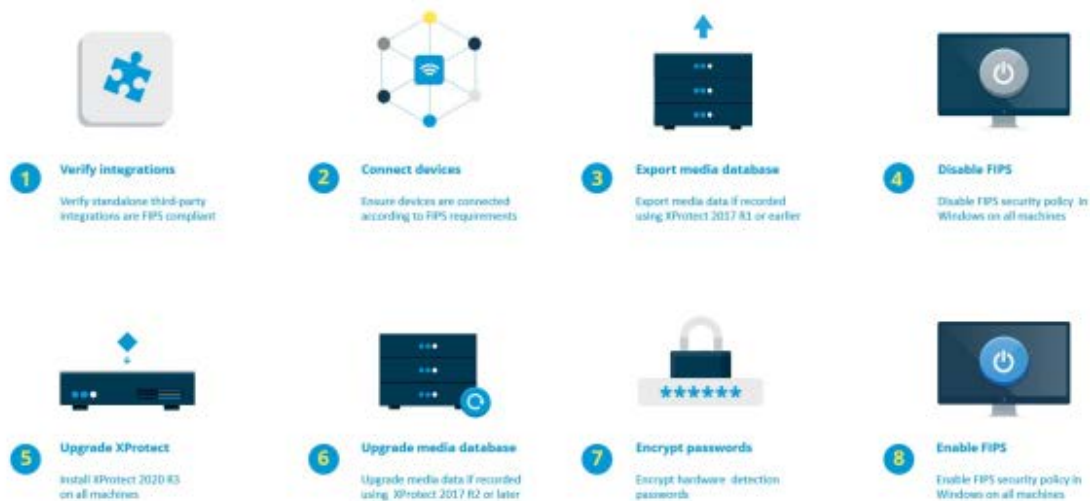 1
Verify integrations
Verify standalone third-party
integrations are FIPS compliant
2
Connect devices
Ensure devices are connected
according to FIPS requirements
3
Export media database
Export media data if recorded
using XProtect 2017 R1 or earlier
4
Disable FIPS
Disable FIPS security policy in
Windows on all machines
5
Upgrade XProtect
Install XProtect 2020 R3
on all machines
6
Upgrade media database
Upgrade media data if recorded
using XProtect 2017 R2 or later
7
******
Encrypt passwords
Encrypt hardware detection
passwords
8
Enable FIPS
Enable FIPS security policy in
Windows on all machines